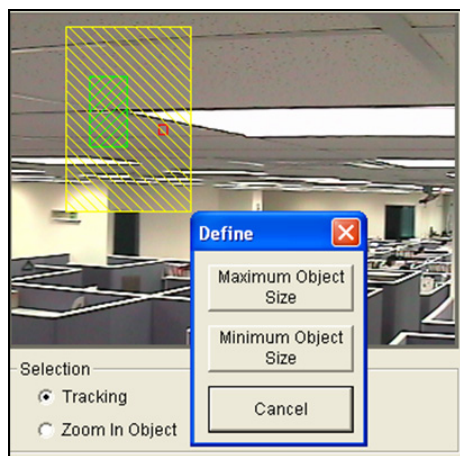 Define
Maximum Object
Size
Minimum Object
Size
Cancel
Selection
Tracking
Zoom In Object